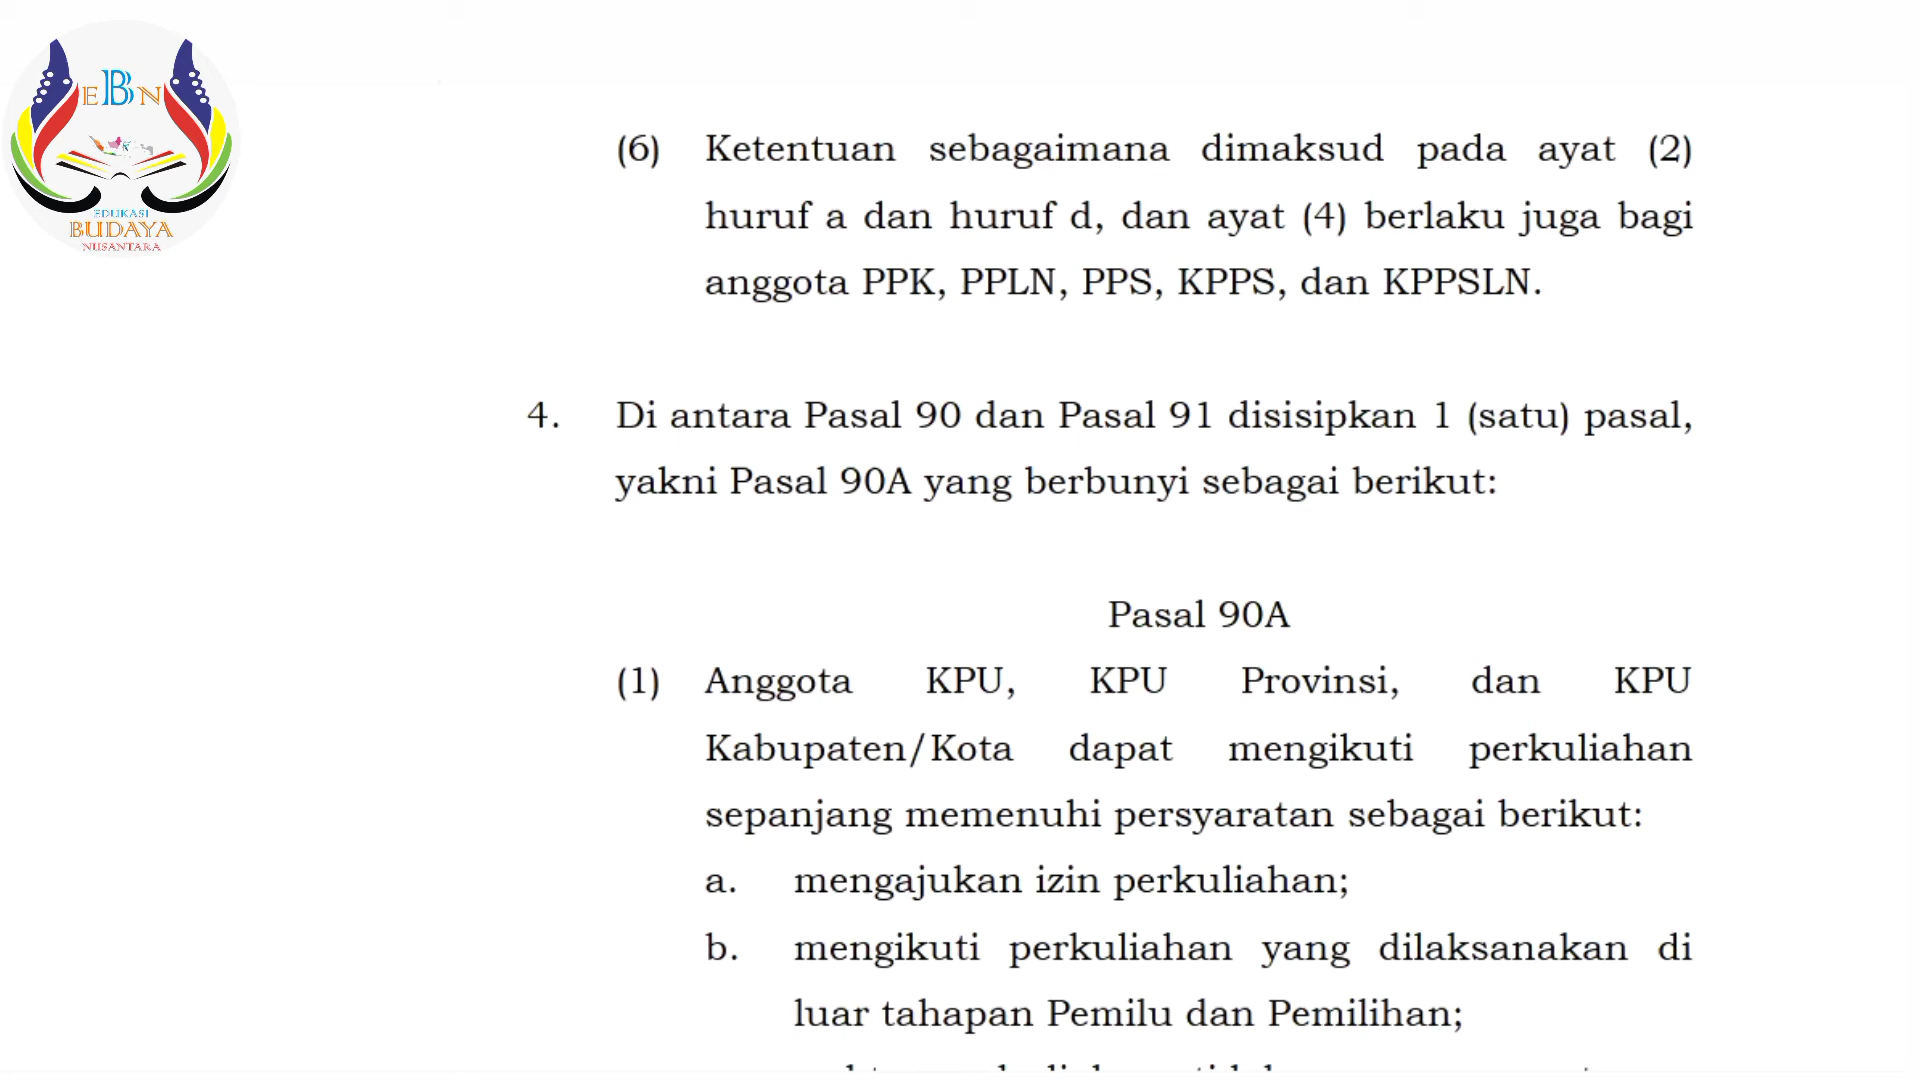 EBN
EDUKASI
BUDAYA
NUSANTARA
(6) Ketentuan sebagaimana dimaksud pada ayat (2)
huruf a dan huruf d, dan ayat (4) berlaku juga bagi
anggota PPK, PPLN, PPS, KPPS, dan KPPSLN.
4. Di antara Pasal 90 dan Pasal 91 disisipkan 1 (satu) pasal,
yakni Pasal 90A yang berbunyi sebagai berikut:
Pasal 90A
(1) Anggota KPU, KPU Provinsi, dan KPU
Kabupaten/Kota dapat mengikuti perkuliahan
sepanjang memenuhi persyaratan sebagai berikut:
a. mengajukan izin perkuliahan;
b. mengikuti perkuliahan yang dilaksanakan di
luar tahapan Pemilu dan Pemilihan;